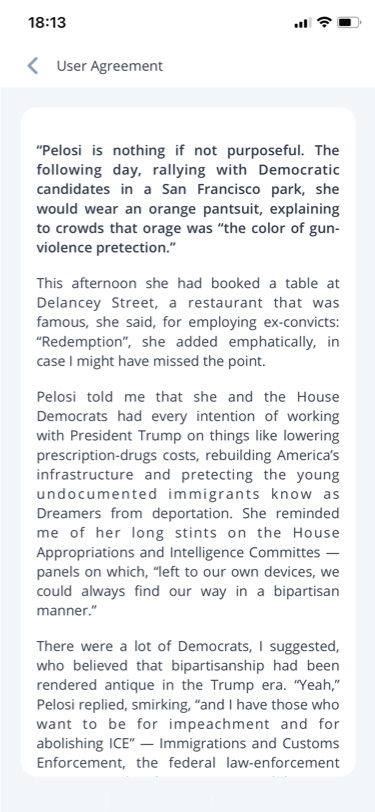 18:13
User Agreement
“Pelosi is nothing if not purposeful. The
following day, rallying with Democratic
candidates in a San Francisco park, she
would wear an orange pantsuit, explaining
to crowds that orage was “the color of gun-
violence pretection.”
This afternoon she had booked a table at
Delancey Street, a restaurant that was
famous, she said, for employing ex-convicts:
“Redemption”, she added emphatically, in
case I might have missed the point.
Pelosi told me that she and the House
Democrats had every intention of working
with President Trump on things like lowering
prescription-drugs costs, rebuilding America’s
infrastructure and pretecting the young
undocumented immigrants know as
Dreamers from deportation. She reminded
me of her long stints on the House
Appropriations and Intelligence Committes —
panels on which, “left to our own devices, we
could always find our way in a bipartisan
manner.”
There were a lot of Democrats, I suggested,
who believed that bipartisanship had been
rendered antique in the Trump era. “Yeah,”
Pelosi replied, smirking, “and I have those who
want to be for impeachment and for
abolishing ICE” — Immigrations and Customs
Enforcement, the federal law-enforcement